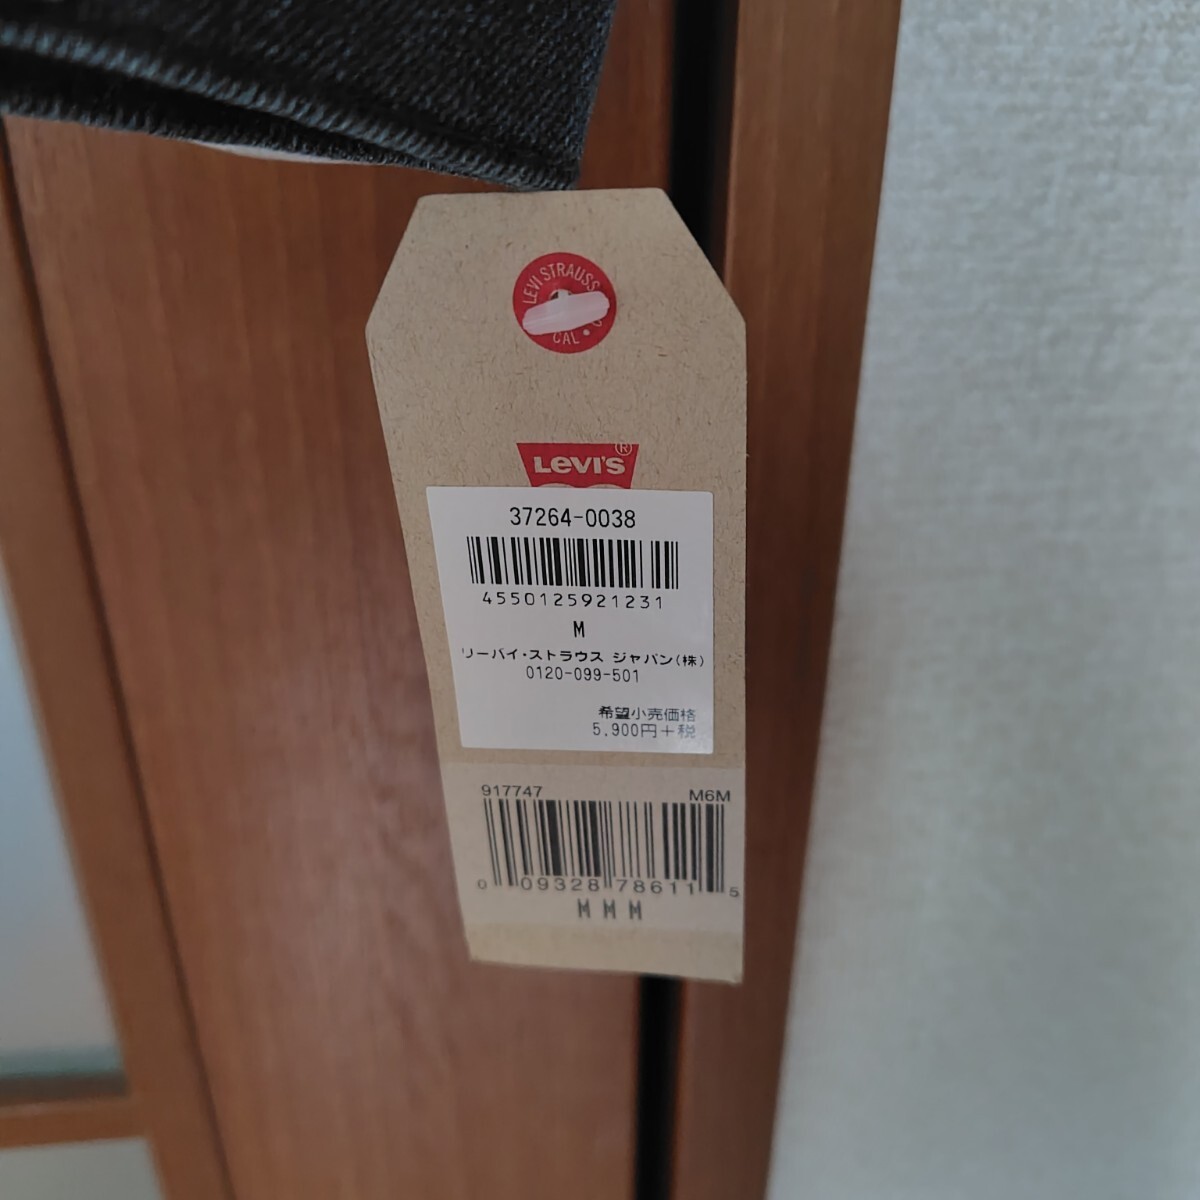 LEVI STRAUSS
CAL
LEVI'S®
37264-0038
4550125921231
M
リーバイ・ストラウス ジャパン(株)
0120-099-501
希望小売価格
5,900円+税
917747 M6M
0 09328 78611 5
M M M